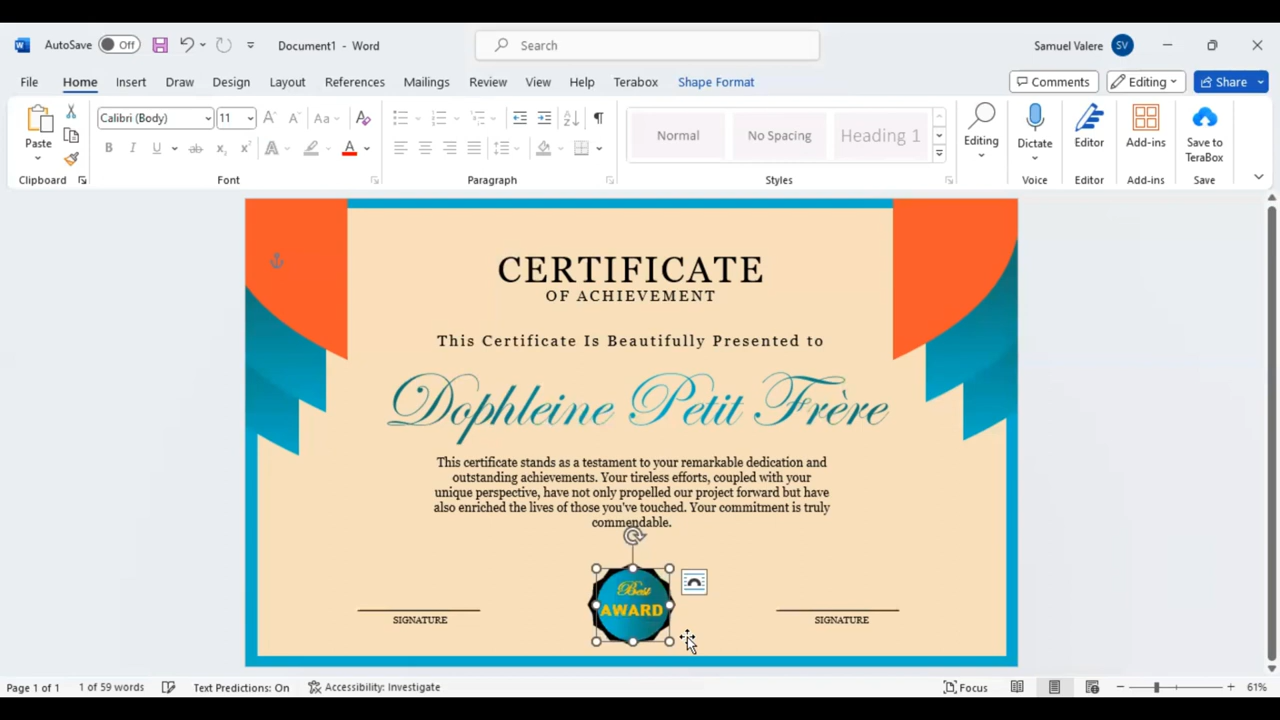 AutoSave Off Document1 - Word Search Samuel Valere SV
File Home Insert Draw Design Layout References Mailings Review View Help Terabox Shape Format Comments Editing Share
Paste Calibri (Body) 11 Aa Normal No Spacing Heading 1 Editing Dictate Editor Add-ins Save to TeraBox
Clipboard Font Paragraph Styles Voice Editor Add-ins Save
CERTIFICATE
OF ACHIEVEMENT
This Certificate Is Beautifully Presented to
Dophleine Petit Frère
This certificate stands as a testament to your remarkable dedication and
outstanding achievements. Your tireless efforts, coupled with your
unique perspective, have not only propelled our project forward but have
also enriched the lives of those you've touched. Your commitment is truly
commendable.
Best
AWARD
SIGNATURE SIGNATURE
Page 1 of 1 1 of 59 words Text Predictions: On Accessibility: Investigate Focus 61%